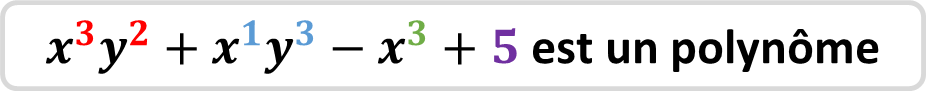 x³y² + x¹y³ − x³ + 5 est un polynôme